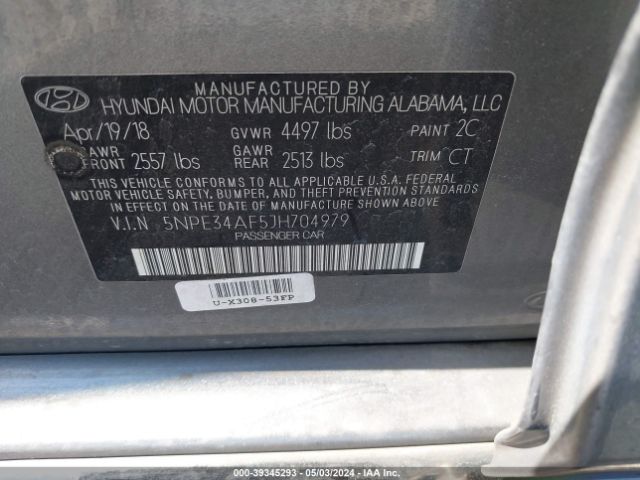 MANUFACTURED BY
HYUNDAI MOTOR MANUFACTURING ALABAMA, LLC
Apr/19/18 GVWR 4497 lbs PAINT 2C
GAWR FRONT 2557 lbs GAWR REAR 2513 lbs TRIM CT
THIS VEHICLE CONFORMS TO ALL APPLICABLE U.S.A. FEDERAL
MOTOR VEHICLE SAFETY, BUMPER, AND THEFT PREVENTION STANDARDS
IN EFFECT ON THE DATE OF MANUFACTURE SHOWN ABOVE.
V.I.N 5NPE34AF5JH704979
PASSENGER CAR
U-X308-53FP
000-39345293 - 05/03/2024 - IAA Inc.